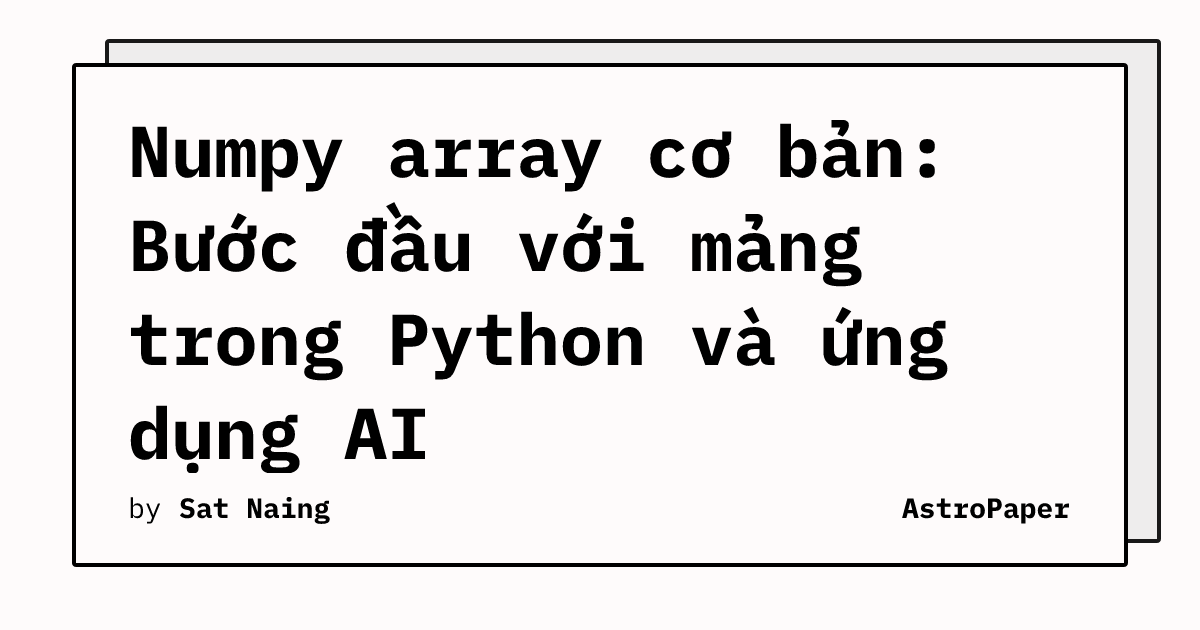 Numpy array cơ bản:
Bước đầu với mảng
trong Python và ứng
dụng AI
by Sat Naing
AstroPaper